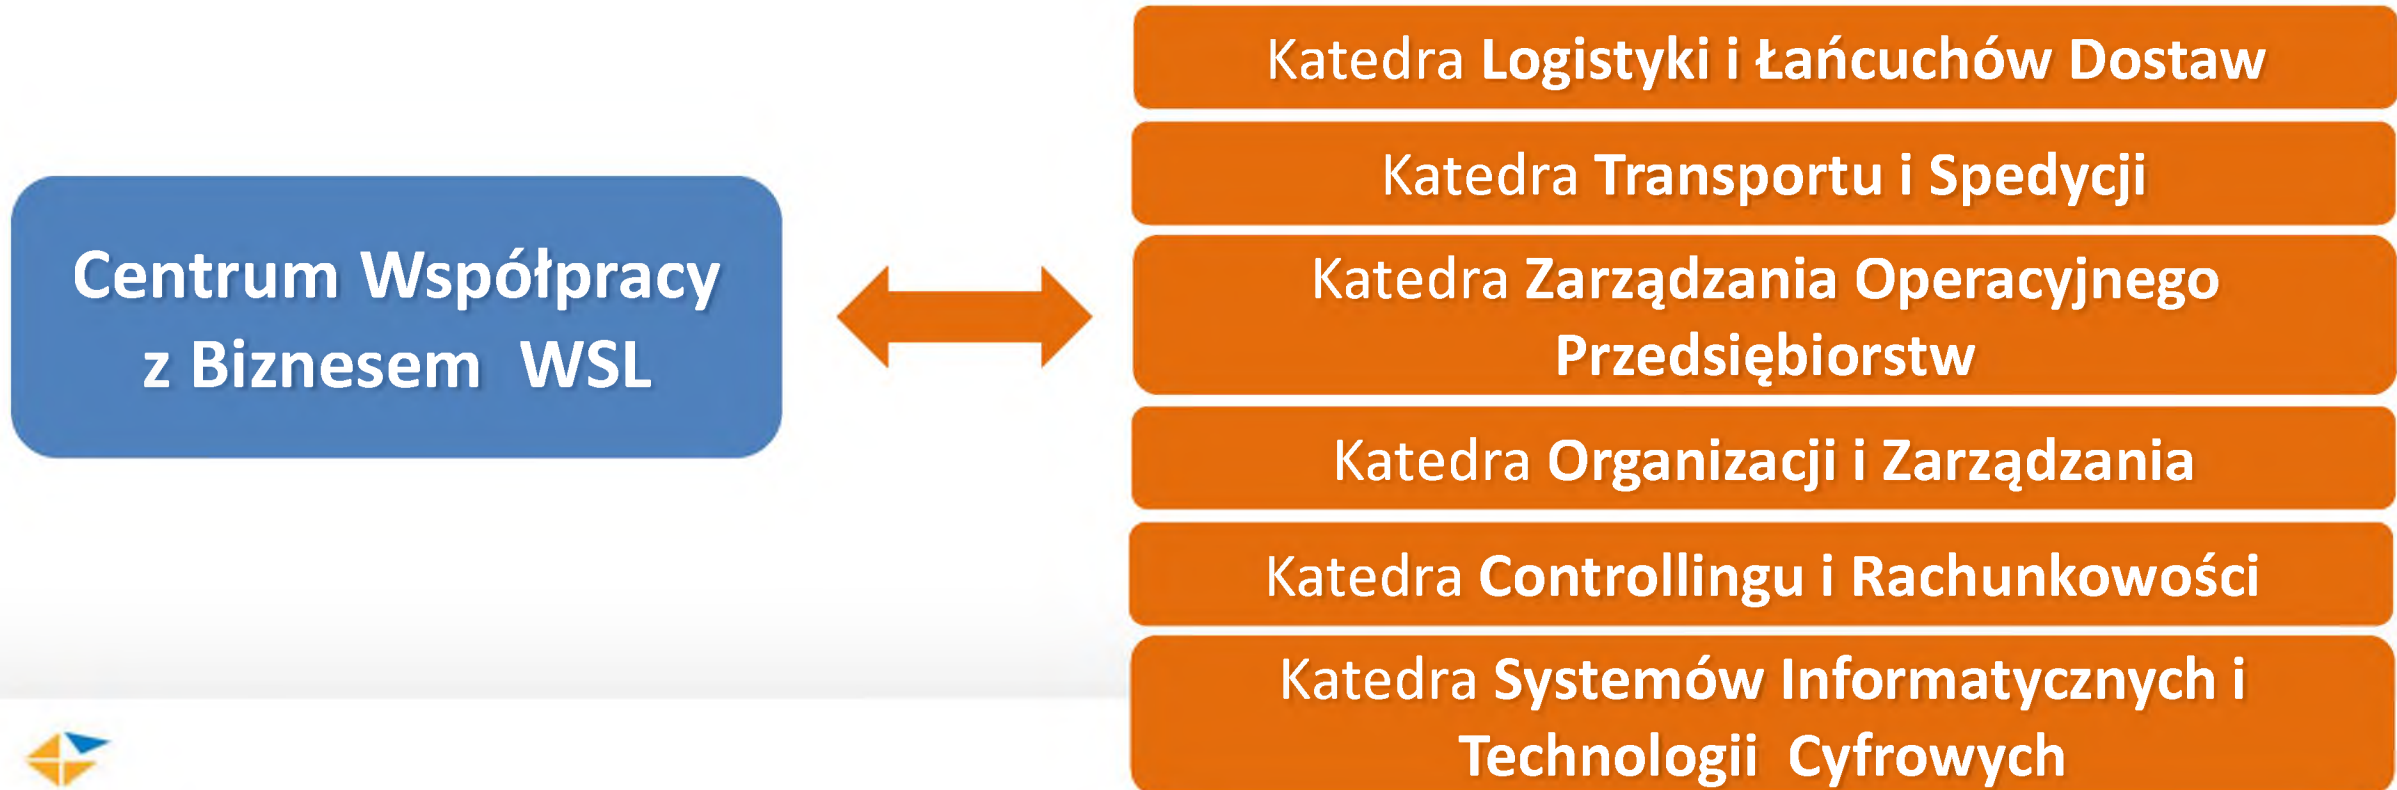 Centrum Współpracy
z Biznesem WSL
Katedra Logistyki i Łańcuchów Dostaw
Katedra Transportu i Spedycji
Katedra Zarządzania Operacyjnego
Przedsiębiorstw
Katedra Organizacji i Zarządzania
Katedra Controllingu i Rachunkowości
Katedra Systemów Informatycznych i
Technologii Cyfrowych